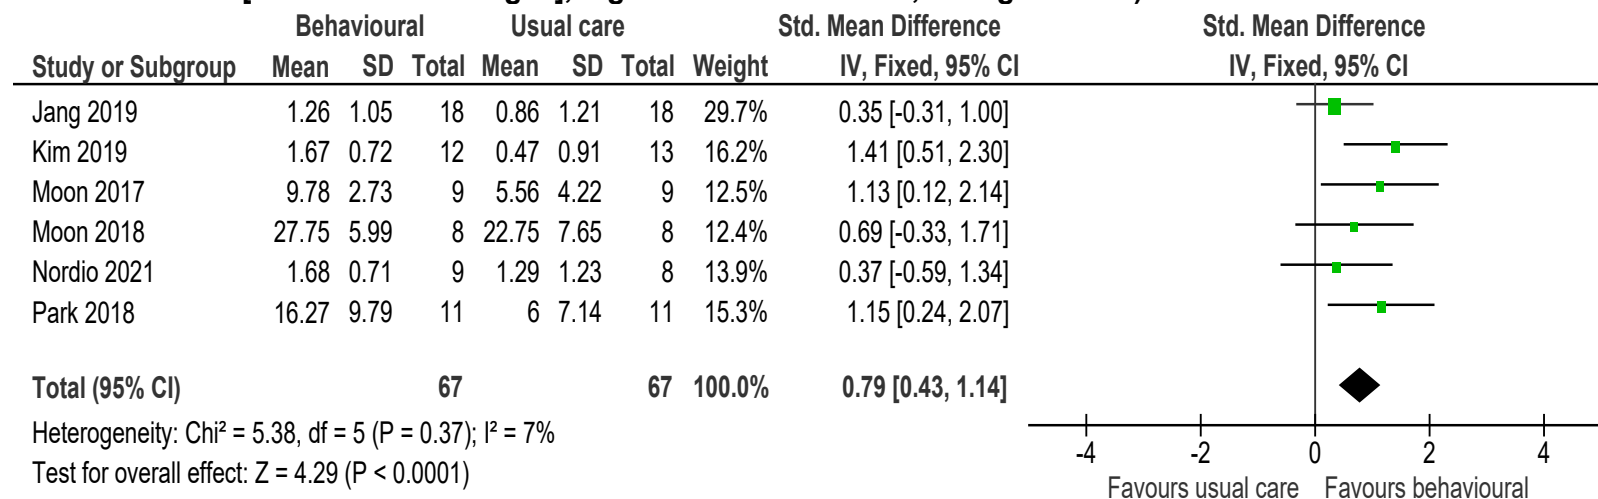 Behavioural Usual care Std. Mean Difference Std. Mean Difference
Study or Subgroup Mean SD Total Mean SD Total Weight IV, Fixed, 95% CI IV, Fixed, 95% CI
Jang 2019 1.26 1.05 18 0.86 1.21 18 29.7% 0.35 [-0.31, 1.00]
Kim 2019 1.67 0.72 12 0.47 0.91 13 16.2% 1.41 [0.51, 2.30]
Moon 2017 9.78 2.73 9 5.56 4.22 9 12.5% 1.13 [0.12, 2.14]
Moon 2018 27.75 5.99 8 22.75 7.65 8 12.4% 0.69 [-0.33, 1.71]
Nordio 2021 1.68 0.71 9 1.29 1.23 8 13.9% 0.37 [-0.59, 1.34]
Park 2018 16.27 9.79 11 6 7.14 11 15.3% 1.15 [0.24, 2.07]
Total (95% CI) 67 67 100.0% 0.79 [0.43, 1.14]
Heterogeneity: Chi² = 5.38, df = 5 (P = 0.37); I² = 7%
Test for overall effect: Z = 4.29 (P < 0.0001)
-4 -2 0 2 4
Favours usual care Favours behavioural